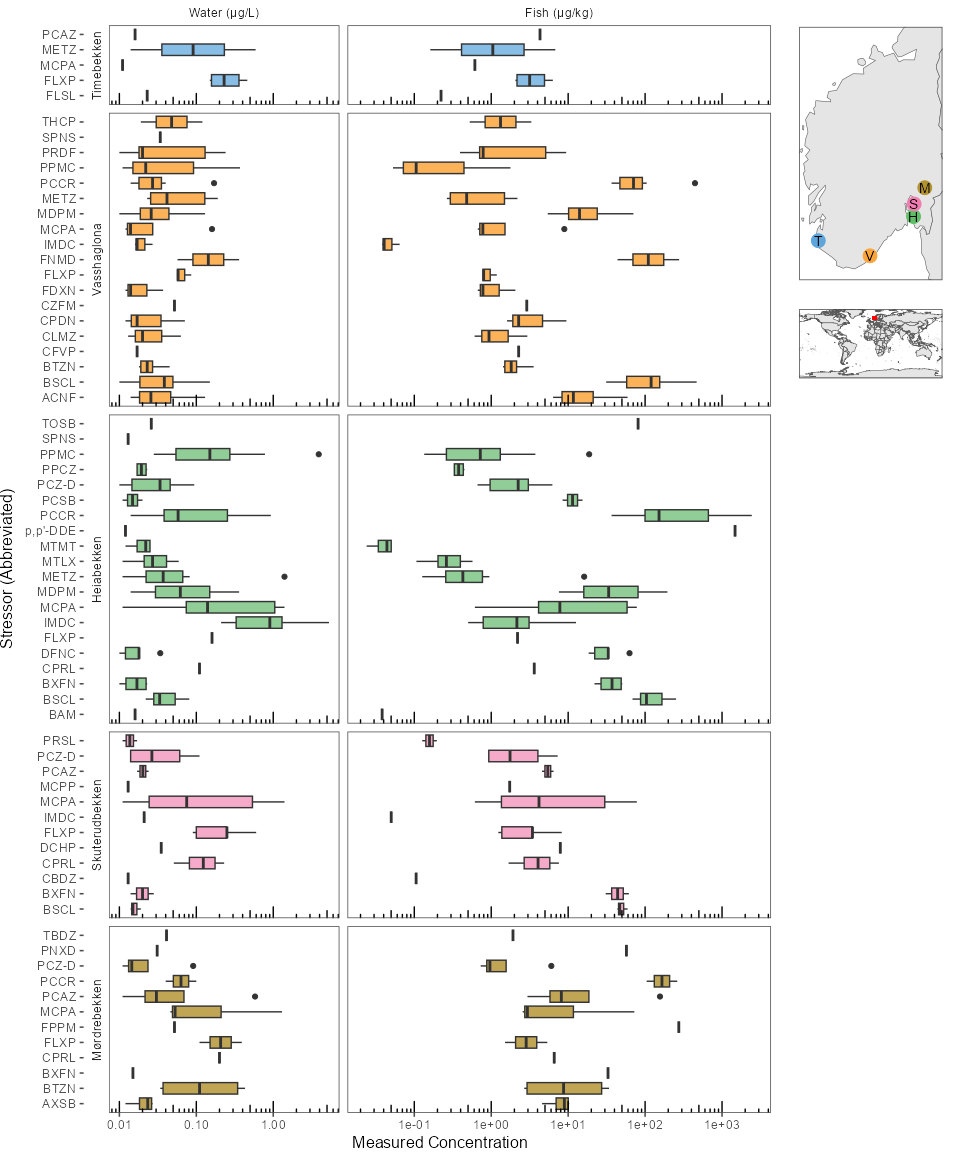 Water (µg/L)
Fish (µg/kg)
Stressor (Abbreviated)
Timebekken
PCAZ
METZ
MCPA
FLXP
FLSL
Vasshaglona
THCP
SPNS
PRDF
PPMC
PCCR
METZ
MDPM
MCPA
IMDC
FNMD
FLXP
FDXN
CZFM
CPDN
CLMZ
CFVP
BTZN
BSCL
ACNF
Heiabekken
TOSB
SPNS
PPMC
PPCZ
PCZ-D
PCSB
PCCR
p,p'-DDE
MTMT
MTLX
METZ
MDPM
MCPA
IMDC
FLXP
DFNC
CPRL
BXFN
BSCL
BAM
Skuterudbekken
PRSL
PCZ-D
PCAZ
MCPP
MCPA
IMDC
FLXP
DCHP
CPRL
CBDZ
BXFN
BSCL
Mørdrebekken
TBDZ
PNXD
PCZ-D
PCCR
PCAZ
MCPA
FPPM
FLXP
CPRL
BXFN
BTZN
AXSB
0.01 0.10 1.00
1e-01 1e+00 1e+01 1e+02 1e+03
Measured Concentration
M
S
H
T
V